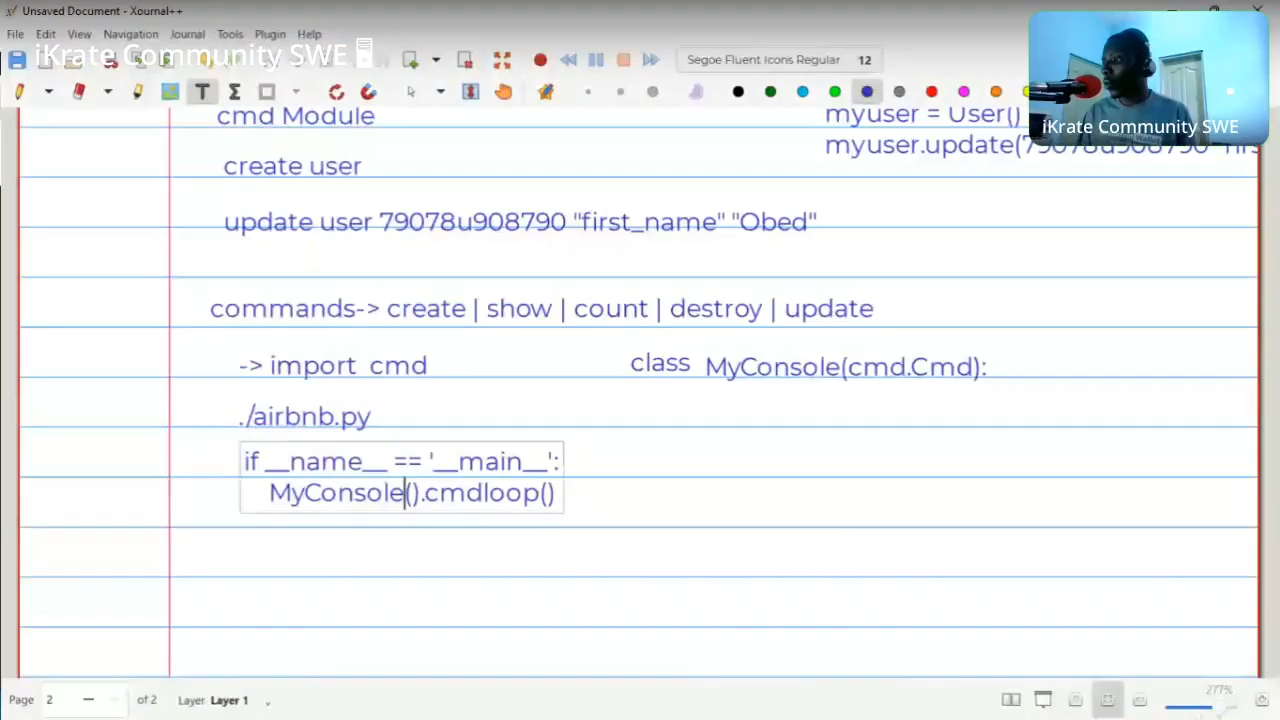 Unsaved Document - Xournal++
File Edit View Navigation Journal Tools Plugin Help
iKrate Community SWE
Segoe Fluent Icons Regular 12
iKrate Community SWE
cmd Module
myuser = User()
myuser.update(79078u908790
create user
update user 79078u908790 "first_name" "Obed"
commands-> create | show | count | destroy | update
-> import cmd
class MyConsole(cmd.Cmd):
./airbnb.py
if __name__ == '__main__':
MyConsole().cmdloop()
Page 2 of 2 Layer Layer 1
277%